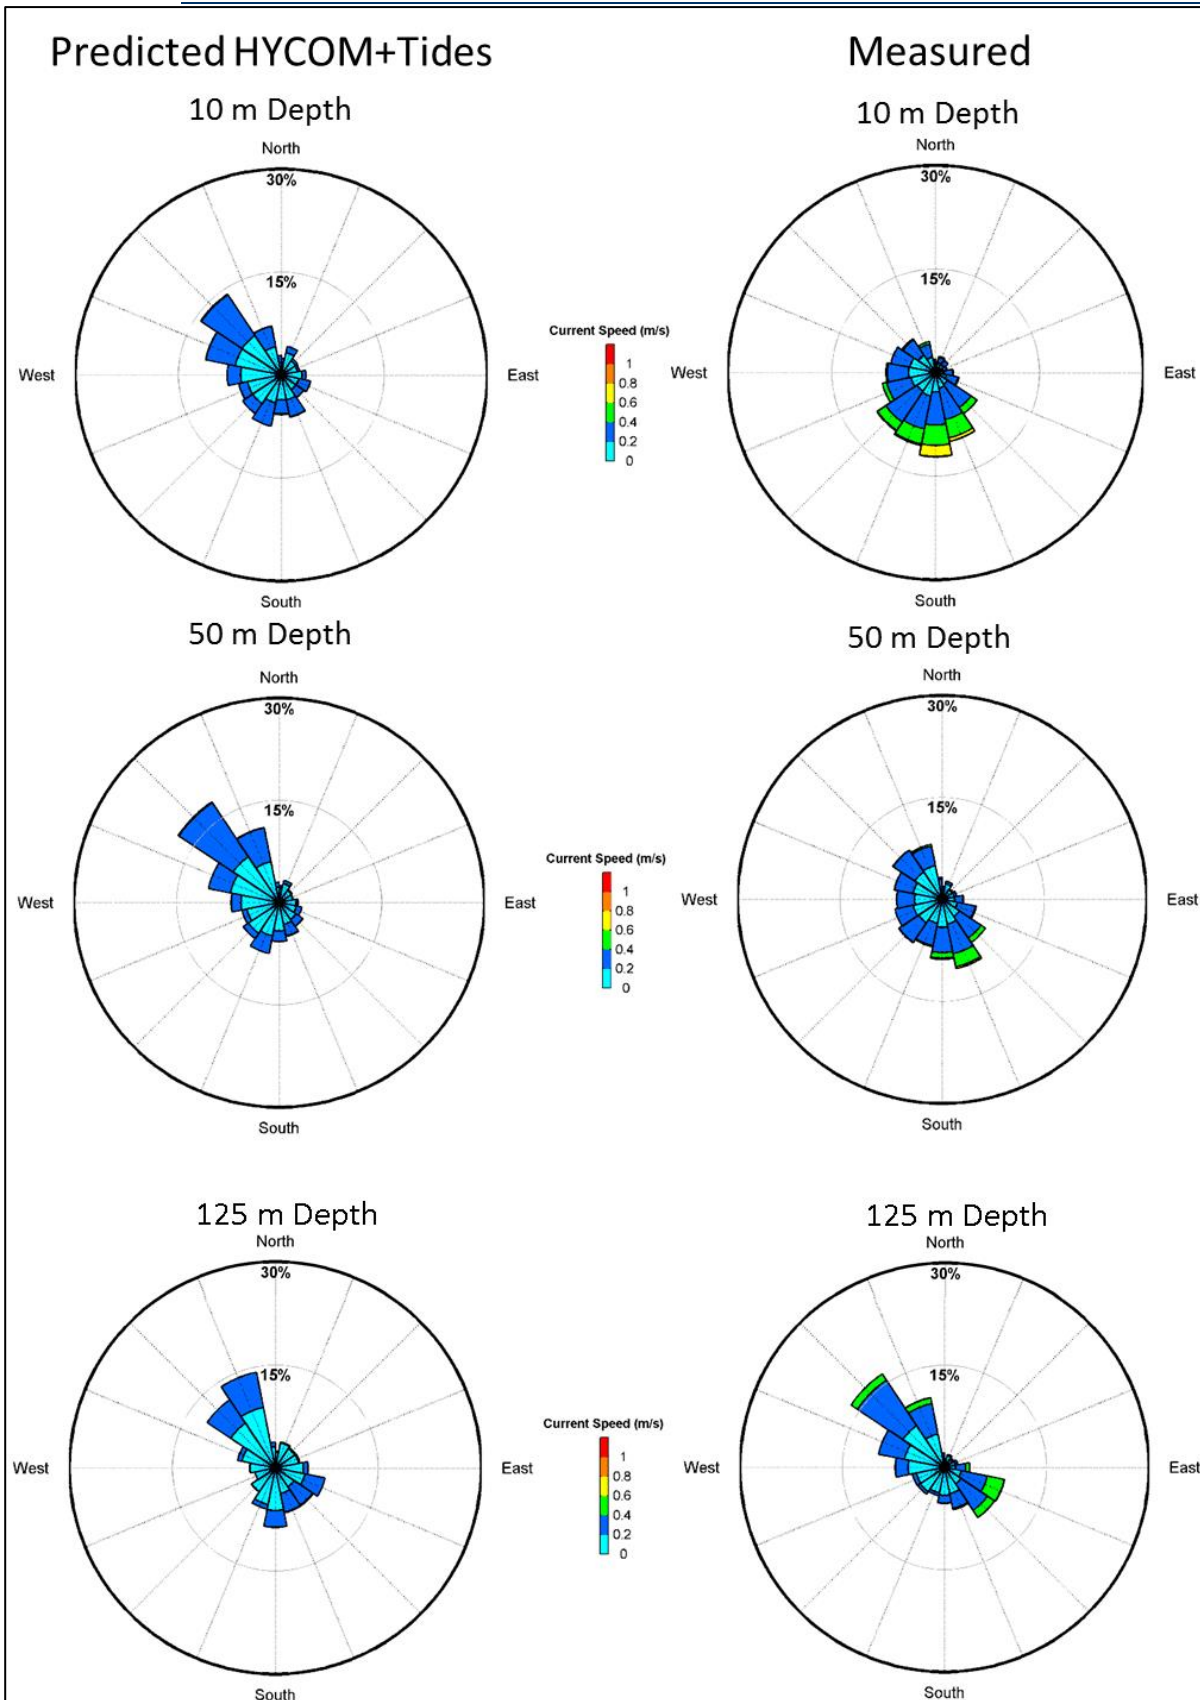 Predicted HYCOM+Tides
Measured
10 m Depth
10 m Depth
North
30%
15%
West
East
South
Current Speed (m/s)
1
0.8
0.6
0.4
0.2
0
North
30%
15%
West
East
South
50 m Depth
50 m Depth
North
30%
15%
West
East
South
Current Speed (m/s)
1
0.8
0.6
0.4
0.2
0
North
30%
15%
West
East
South
125 m Depth
125 m Depth
North
30%
15%
West
East
South
Current Speed (m/s)
1
0.8
0.6
0.4
0.2
0
North
30%
15%
West
East
South